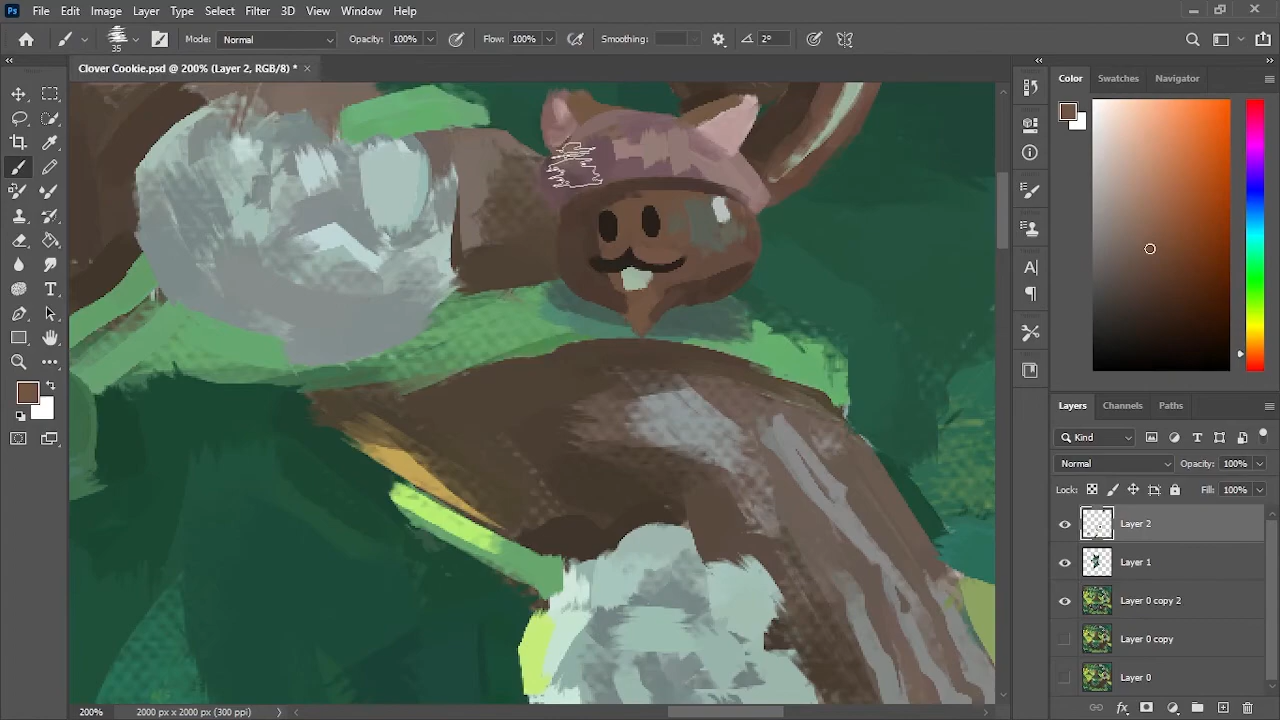 Ps File Edit Image Layer Type Select Filter 3D View Window Help
35 Mode: Normal Opacity: 100% Flow: 100% Smoothing: 2°
Clover Cookie.psd @ 200% (Layer 2, RGB/8) * ×
Color Swatches Navigator
Layers Channels Paths
Kind
Normal Opacity: 100%
Lock: Fill: 100%
Layer 2
Layer 1
Layer 0 copy 2
Layer 0 copy
Layer 0
200% 2000 px x 2000 px (300 ppi)